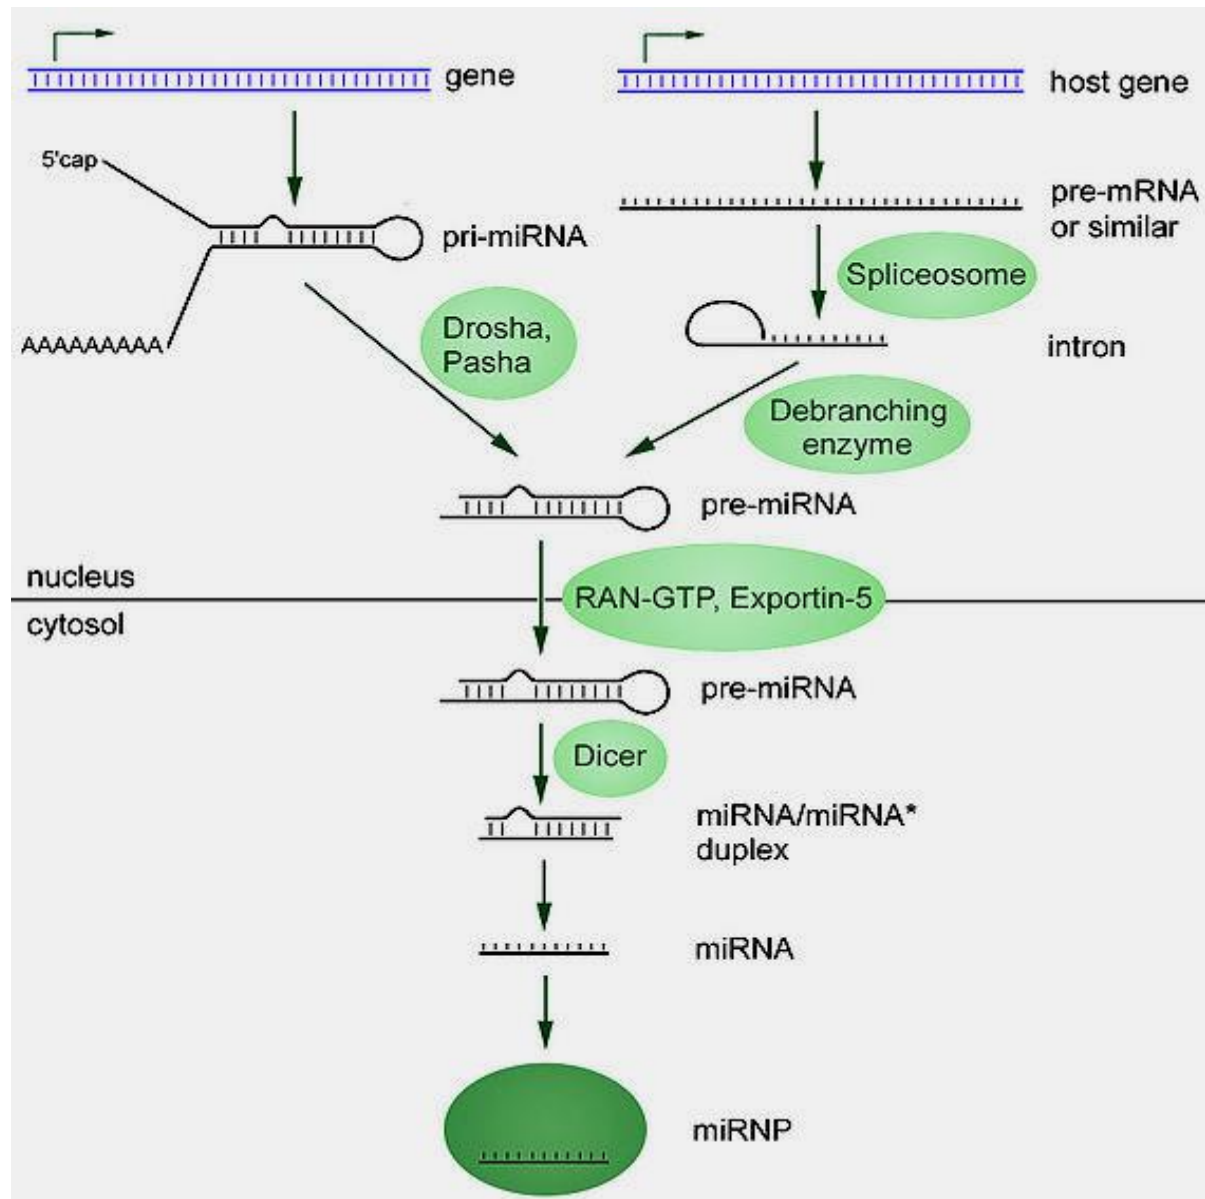 gene
host gene
5'cap
pri-miRNA
pre-mRNA
or similar
Spliceosome
AAAAAAAAA
Drosha,
Pasha
intron
Debranching
enzyme
pre-miRNA
nucleus
RAN-GTP, Exportin-5
cytosol
pre-miRNA
Dicer
miRNA/miRNA*
duplex
miRNA
miRNP